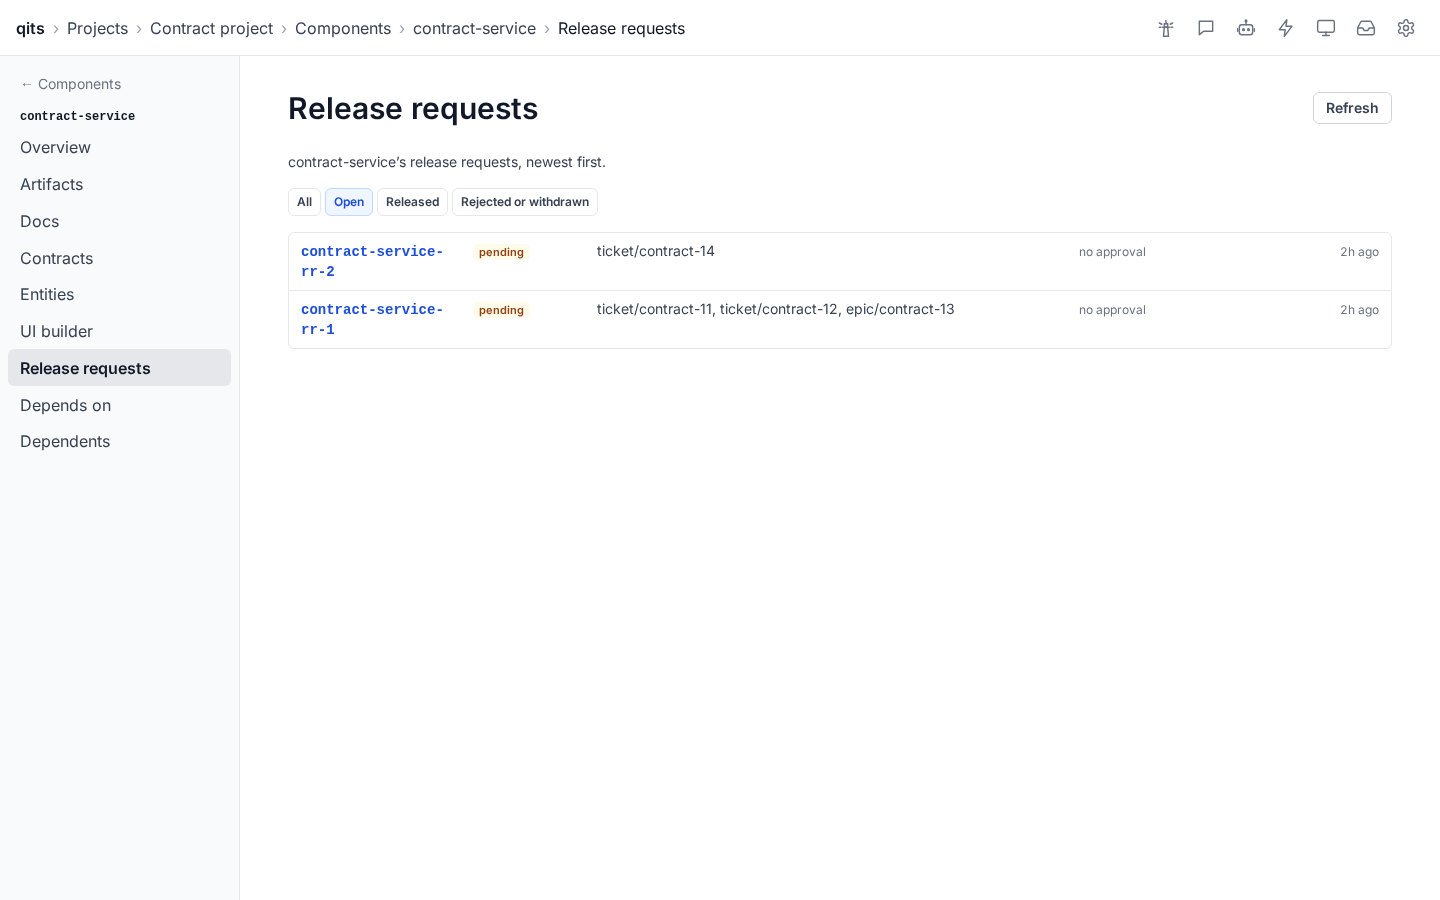 qits › Projects › Contract project › Components › contract-service › Release requests
← Components
contract-service
Overview
Artifacts
Docs
Contracts
Entities
UI builder
Release requests
Depends on
Dependents
Release requests
Refresh
contract-service’s release requests, newest first.
All Open Released Rejected or withdrawn
contract-service- pending ticket/contract-14 no approval 2h ago
rr-2
contract-service- pending ticket/contract-11, ticket/contract-12, epic/contract-13 no approval 2h ago
rr-1